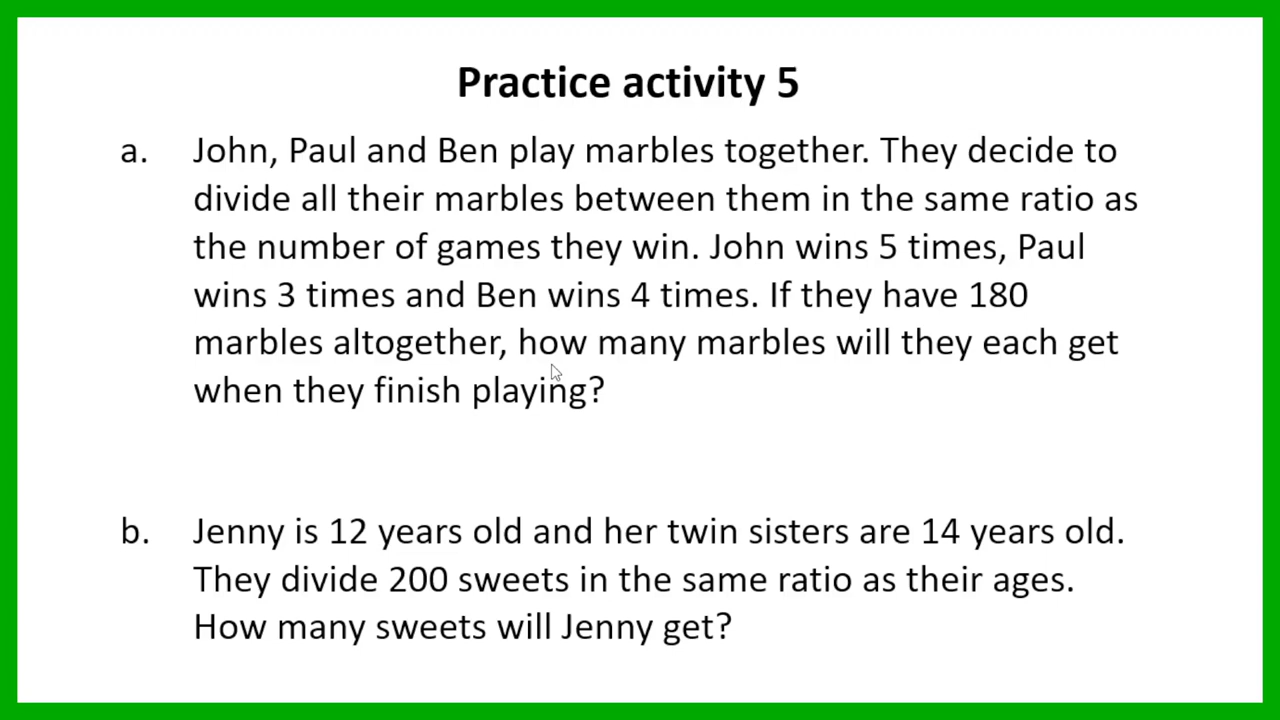 Practice activity 5
a. John, Paul and Ben play marbles together. They decide to
divide all their marbles between them in the same ratio as
the number of games they win. John wins 5 times, Paul
wins 3 times and Ben wins 4 times. If they have 180
marbles altogether, how many marbles will they each get
when they finish playing?
b. Jenny is 12 years old and her twin sisters are 14 years old.
They divide 200 sweets in the same ratio as their ages.
How many sweets will Jenny get?